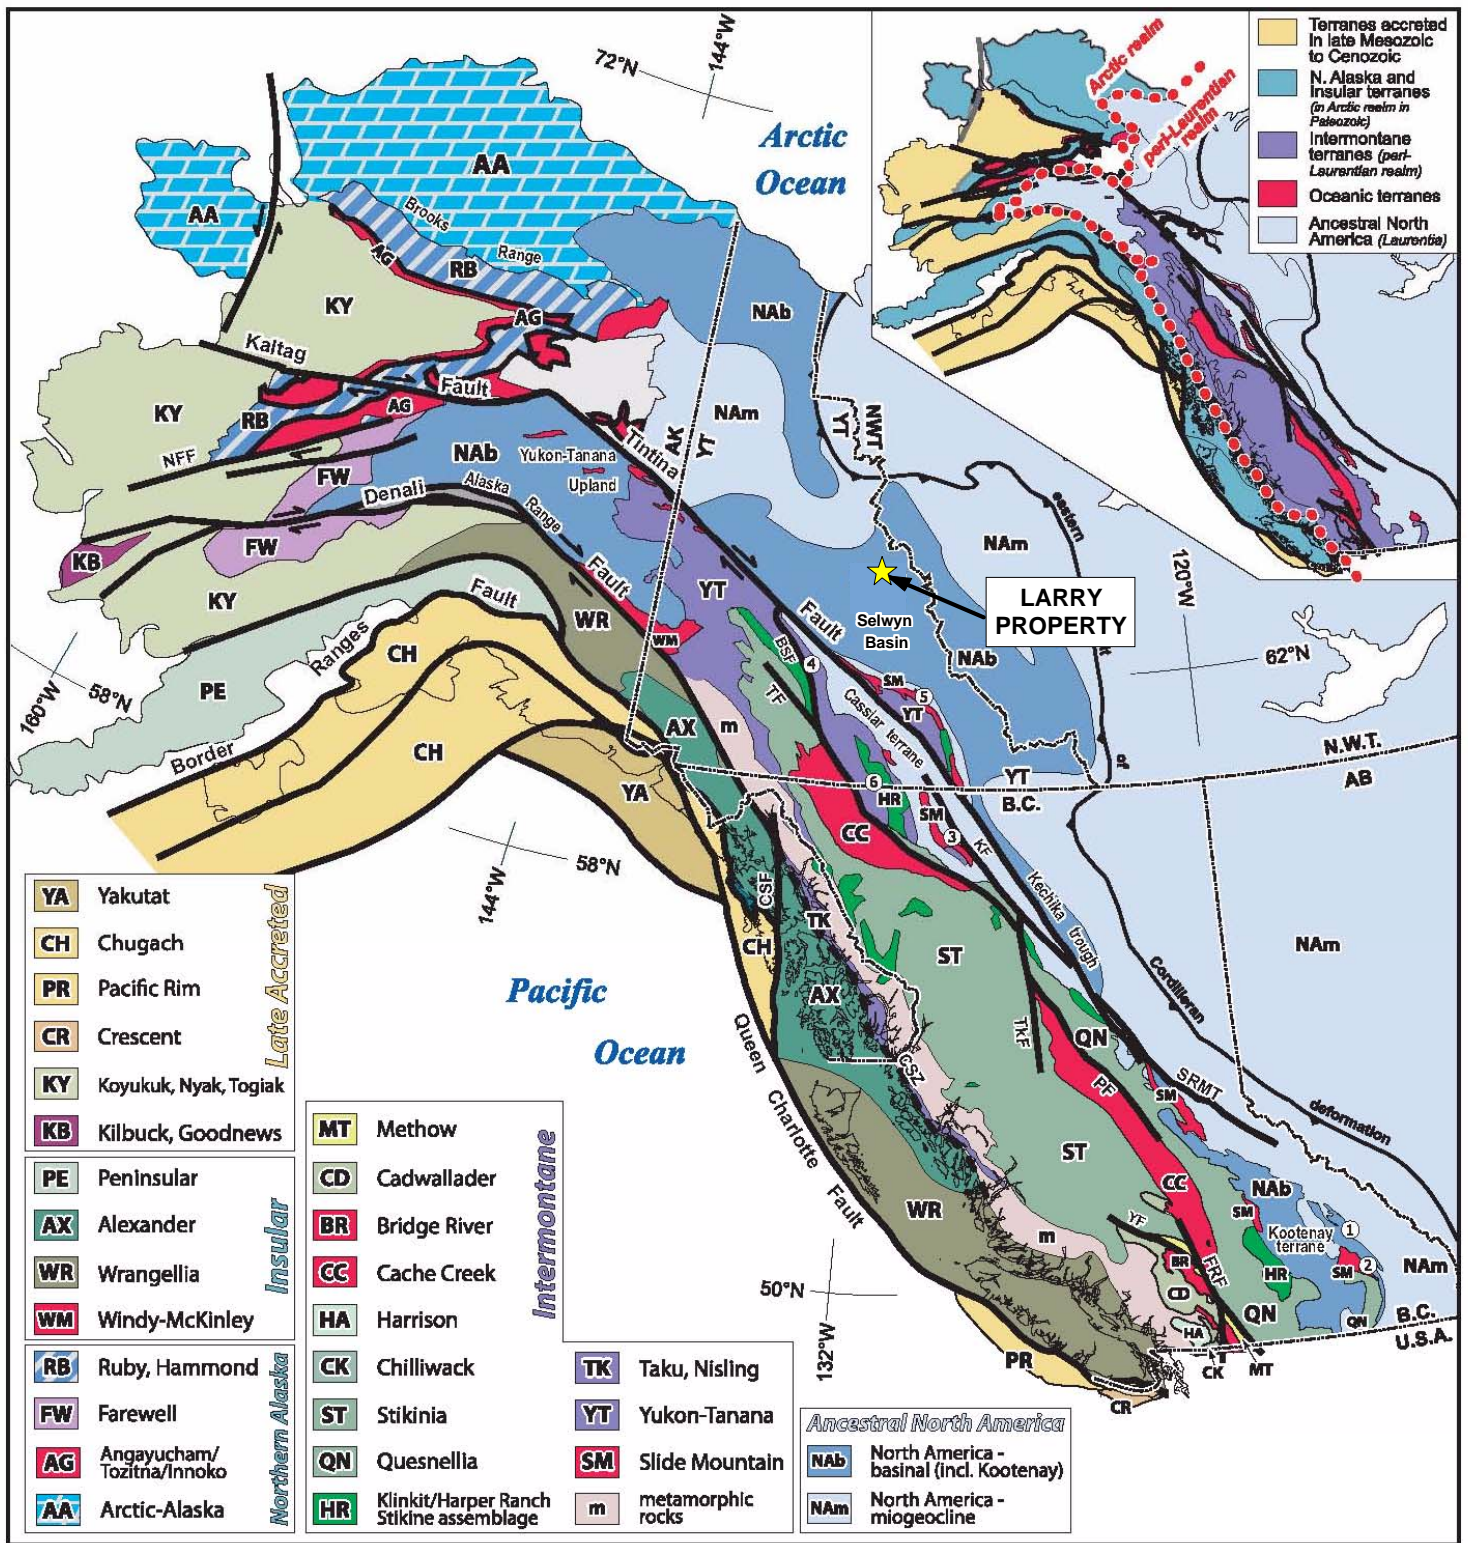 72°N
144°W
Arctic
Ocean
Arctic realm
peri-Laurentian
realm
Terranes accreted
in late Mesozoic
to Cenozoic
N. Alaska and
Insular terranes
(in Arctic realm in
Paleozoic)
Intermontane
terranes (peri-
Laurentian realm)
Oceanic terranes
Ancestral North
America (Laurentia)
AA
AA
Brooks
Range
AG
RB
KY
AG
NAb
Kaltag
Fault
KY
RB
AG
NAm
YT
NWT
AK
YT
Tintina
NFF
NAb
Yukon-Tanana
Upland
FW
Denali
Alaska
Range
eastern
NAm
KB
FW
Fault
YT
120°W
LARRY
PROPERTY
KY
Fault
WR
Fault
Selwyn
Basin
NAb
WM
BSF
4
62°N
Ranges
CH
160°W
58°N
PE
SM
5
YT
TF
Cassiar terrane
AX
m
Border
CH
of
N.W.T.
AB
YT
B.C.
YA
6
HR
SM
3
CC
KF
58°N
144°W
CSF
Kechika
trough
TK
CH
ST
NAm
Cordilleran
AX
Pacific
Ocean
Queen
Charlotte
Fault
CSZ
TkF
QN
PF
SM
SRMT
deformation
ST
CC
NAb
WR
SM
Kootenay
terrane
1
YF
m
BR
FRF
HR
SM
2
NAm
50°N
CD
QN
QN
B.C.
U.S.A.
HA
132°W
PR
CK
MT
CR
YA Yakutat
CH Chugach
PR Pacific Rim
CR Crescent
KY Koyukuk, Nyak, Togiak
KB Kilbuck, Goodnews
Late Accreted
PE Peninsular
AX Alexander
WR Wrangellia
WM Windy-McKinley
Insular
RB Ruby, Hammond
FW Farewell
AG Angayucham/
Tozitna/Innoko
AA Arctic-Alaska
Northern Alaska
MT Methow
CD Cadwallader
BR Bridge River
CC Cache Creek
HA Harrison
CK Chilliwack
ST Stikinia
QN Quesnellia
HR Klinkit/Harper Ranch
Stikine assemblage
Intermontane
TK Taku, Nisling
YT Yukon-Tanana
SM Slide Mountain
m metamorphic
rocks
Ancestral North America
NAb North America -
basinal (incl. Kootenay)
NAm North America -
miogeocline